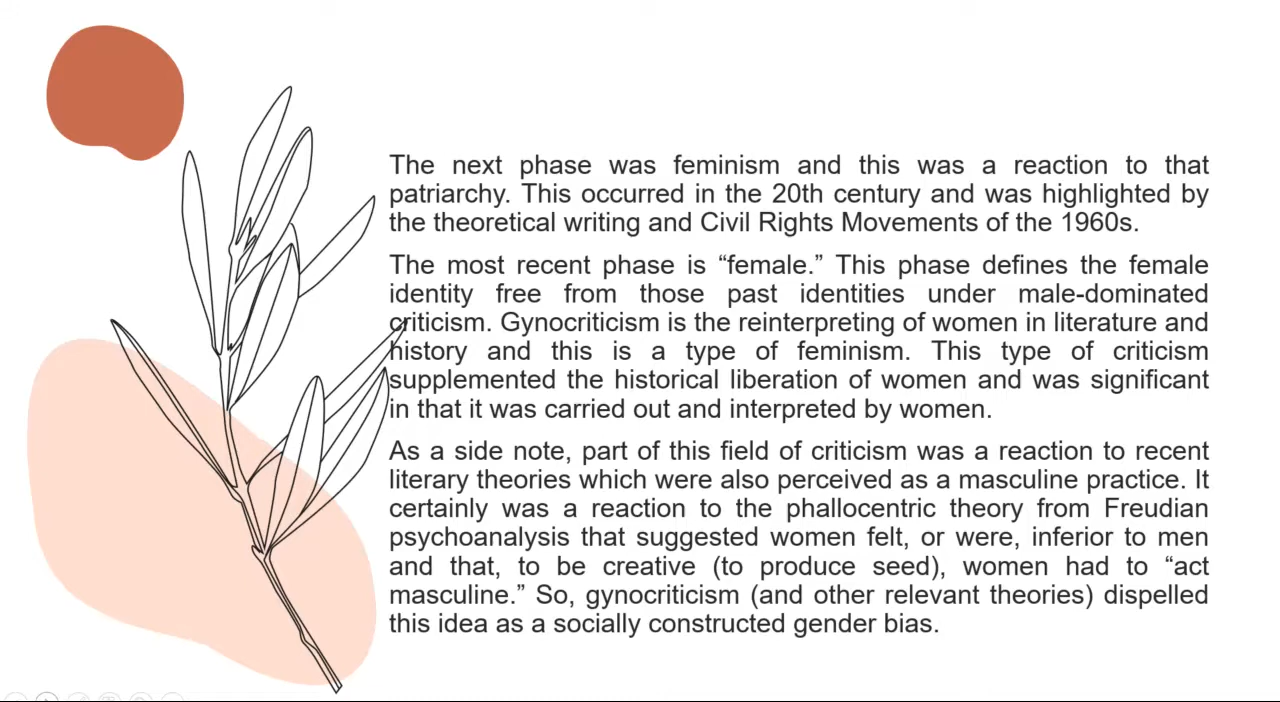 The next phase was feminism and this was a reaction to that
patriarchy. This occurred in the 20th century and was highlighted by
the theoretical writing and Civil Rights Movements of the 1960s.
The most recent phase is “female.” This phase defines the female
identity free from those past identities under male-dominated
criticism. Gynocriticism is the reinterpreting of women in literature and
history and this is a type of feminism. This type of criticism
supplemented the historical liberation of women and was significant
in that it was carried out and interpreted by women.
As a side note, part of this field of criticism was a reaction to recent
literary theories which were also perceived as a masculine practice. It
certainly was a reaction to the phallocentric theory from Freudian
psychoanalysis that suggested women felt, or were, inferior to men
and that, to be creative (to produce seed), women had to “act
masculine.” So, gynocriticism (and other relevant theories) dispelled
this idea as a socially constructed gender bias.